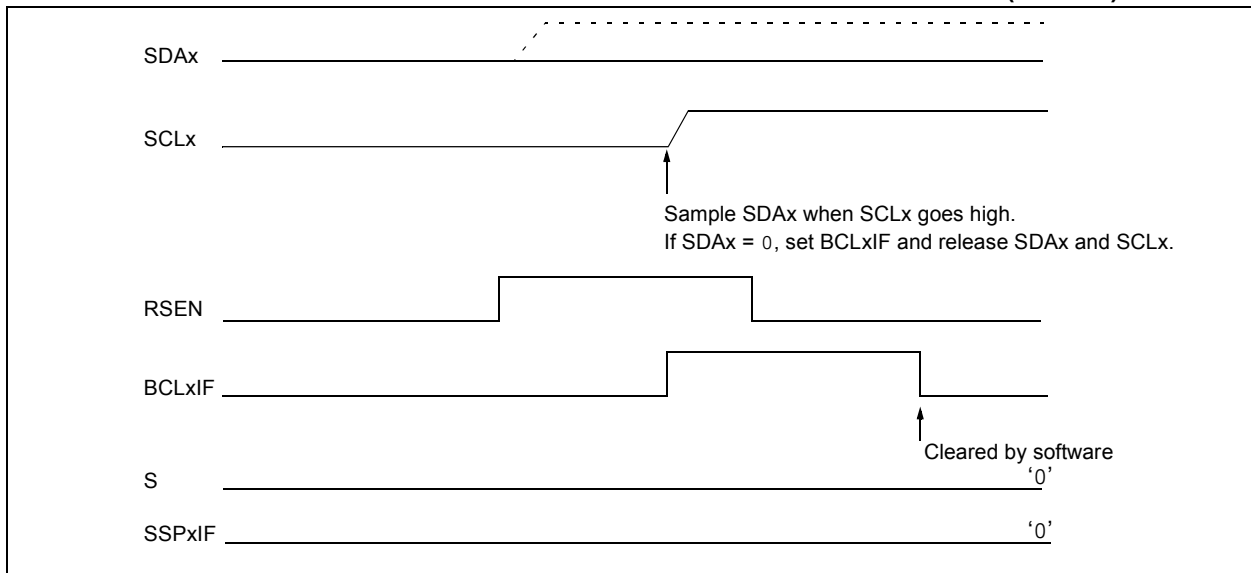 SDAx
SCLx
Sample SDAx when SCLx goes high.
If SDAx = 0, set BCLxIF and release SDAx and SCLx.
RSEN
BCLxIF
Cleared by software
S
‘0’
SSPxIF
‘0’